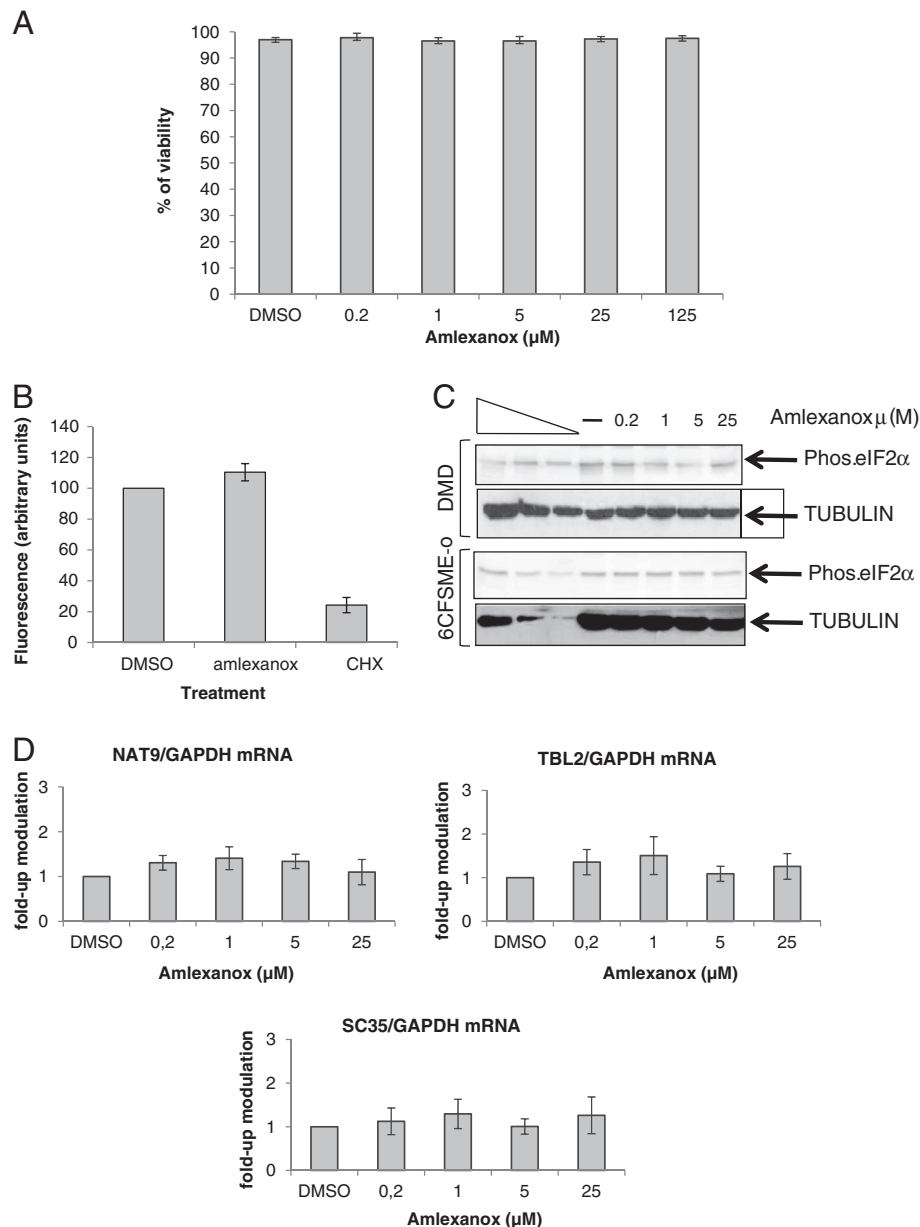 A
% of viability
100
90
80
70
60
50
40
30
20
10
0
DMSO 0.2 1 5 25 125
Amlexanox (µM)
B
Fluorescence (arbitrary units)
140
120
100
80
60
40
20
0
DMSO amlexanox CHX
Treatment
C
— 0.2 1 5 25 Amlexanox µ (M)
DMD
Phos.eIF2α
TUBULIN
6CFSME-o
Phos.eIF2α
TUBULIN
D
NAT9/GAPDH mRNA
fold-up modulation
3
2
1
0
DMSO 0,2 1 5 25
Amlexanox (µM)
TBL2/GAPDH mRNA
fold-up modulation
3
2
1
0
DMSO 0,2 1 5 25
Amlexanox (µM)
SC35/GAPDH mRNA
fold-up modulation
3
2
1
0
DMSO 0,2 1 5 25
Amlexanox (µM)